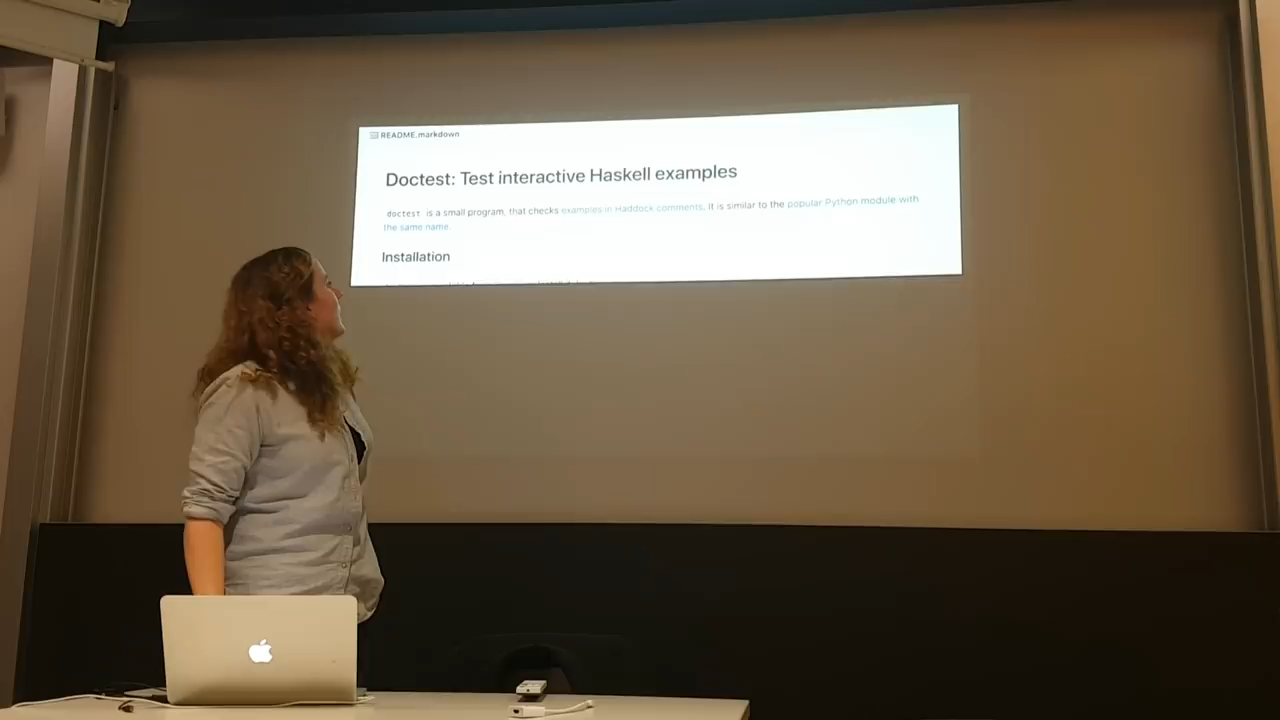 README.markdown
Doctest: Test interactive Haskell examples
doctest is a small program, that checks examples in Haddock comments. It is similar to the popular Python module with
the same name.
Installation